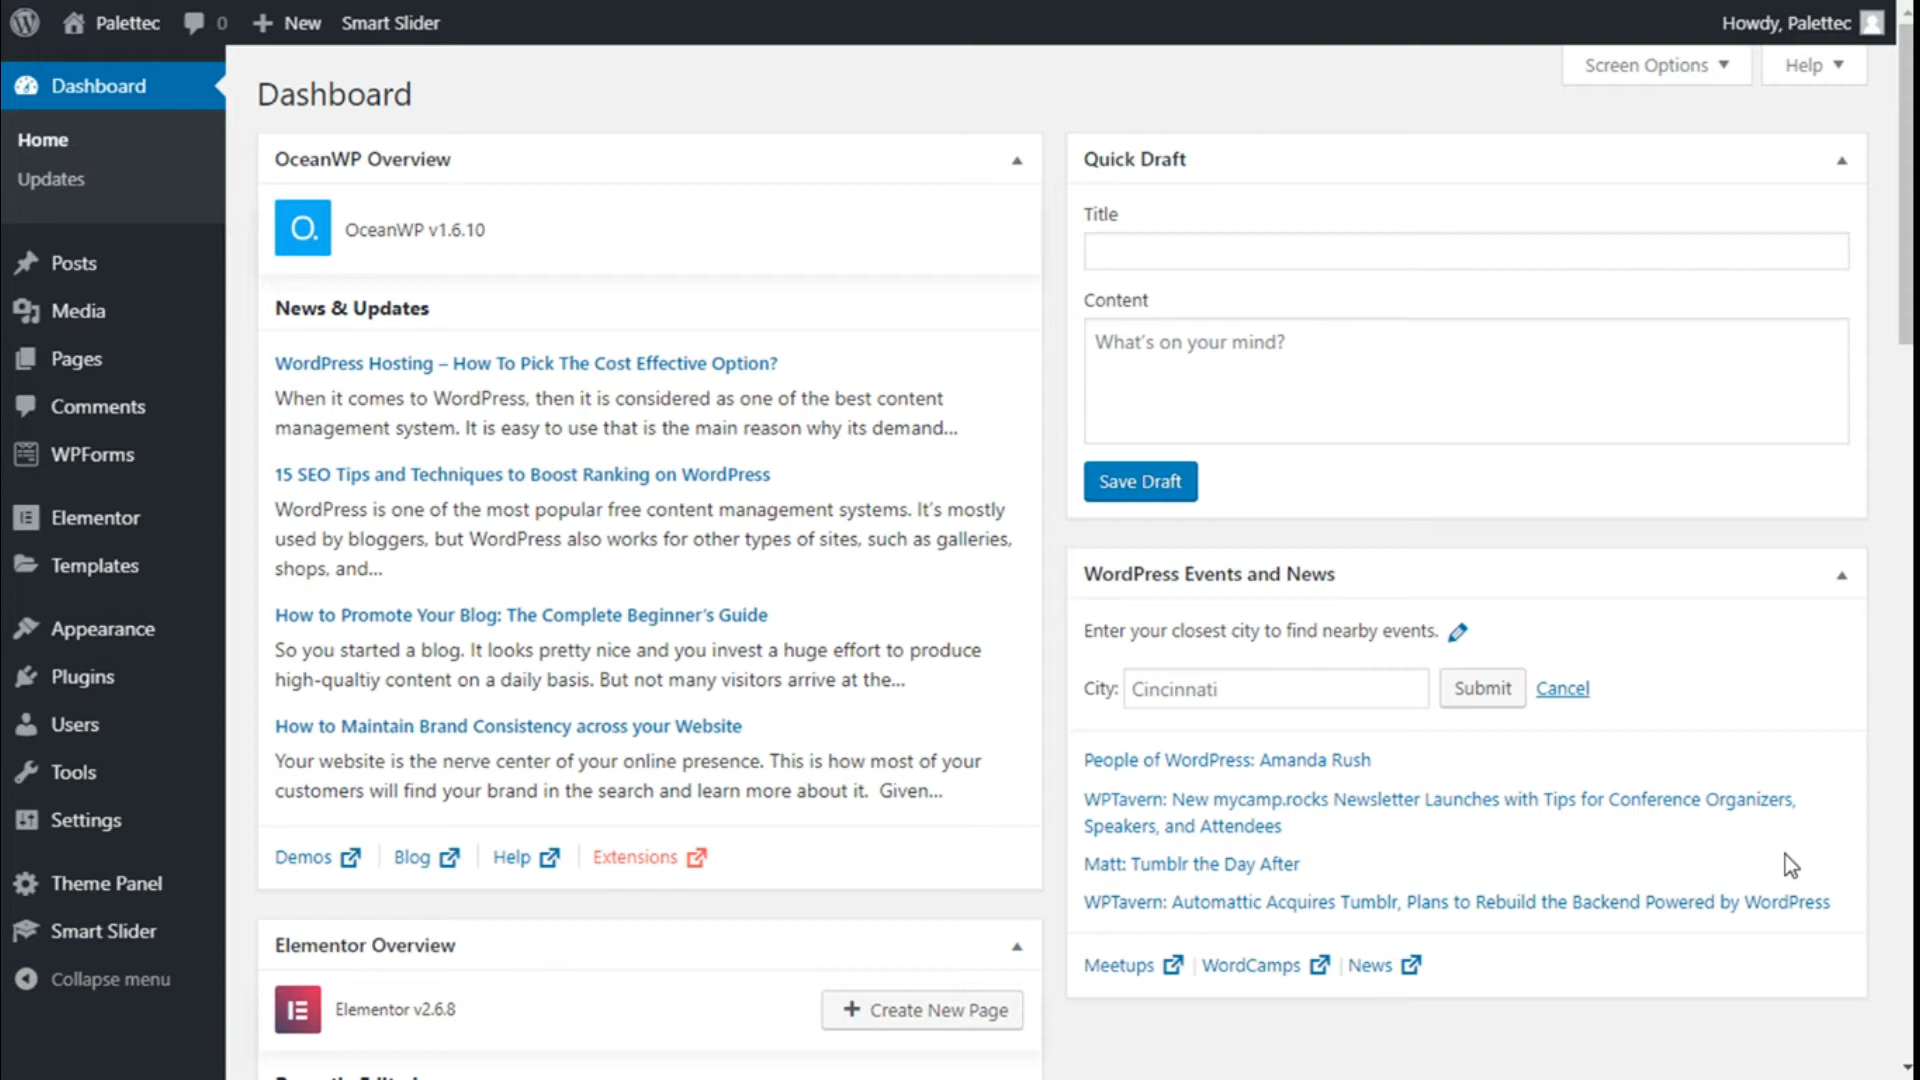 Palettec
0
New
Smart Slider
Howdy, Palettec
Dashboard
Home
Updates
Posts
Media
Pages
Comments
WPForms
Elementor
Templates
Appearance
Plugins
Users
Tools
Settings
Theme Panel
Smart Slider
Collapse menu
Screen Options
Help
Dashboard
OceanWP Overview
O.
OceanWP v1.6.10
News & Updates
WordPress Hosting – How To Pick The Cost Effective Option?
When it comes to WordPress, then it is considered as one of the best content
management system. It is easy to use that is the main reason why its demand...
15 SEO Tips and Techniques to Boost Ranking on WordPress
WordPress is one of the most popular free content management systems. It's mostly
used by bloggers, but WordPress also works for other types of sites, such as galleries,
shops, and...
How to Promote Your Blog: The Complete Beginner's Guide
So you started a blog. It looks pretty nice and you invest a huge effort to produce
high-qualtiy content on a daily basis. But not many visitors arrive at the...
How to Maintain Brand Consistency across your Website
Your website is the nerve center of your online presence. This is how most of your
customers will find your brand in the search and learn more about it.  Given...
Demos
Blog
Help
Extensions
Elementor Overview
Elementor v2.6.8
Create New Page
Quick Draft
Title
Content
What's on your mind?
Save Draft
WordPress Events and News
Enter your closest city to find nearby events.
City:
Cincinnati
Submit
Cancel
People of WordPress: Amanda Rush
WPTavern: New mycamp.rocks Newsletter Launches with Tips for Conference Organizers,
Speakers, and Attendees
Matt: Tumblr the Day After
WPTavern: Automattic Acquires Tumblr, Plans to Rebuild the Backend Powered by WordPress
Meetups
WordCamps
News